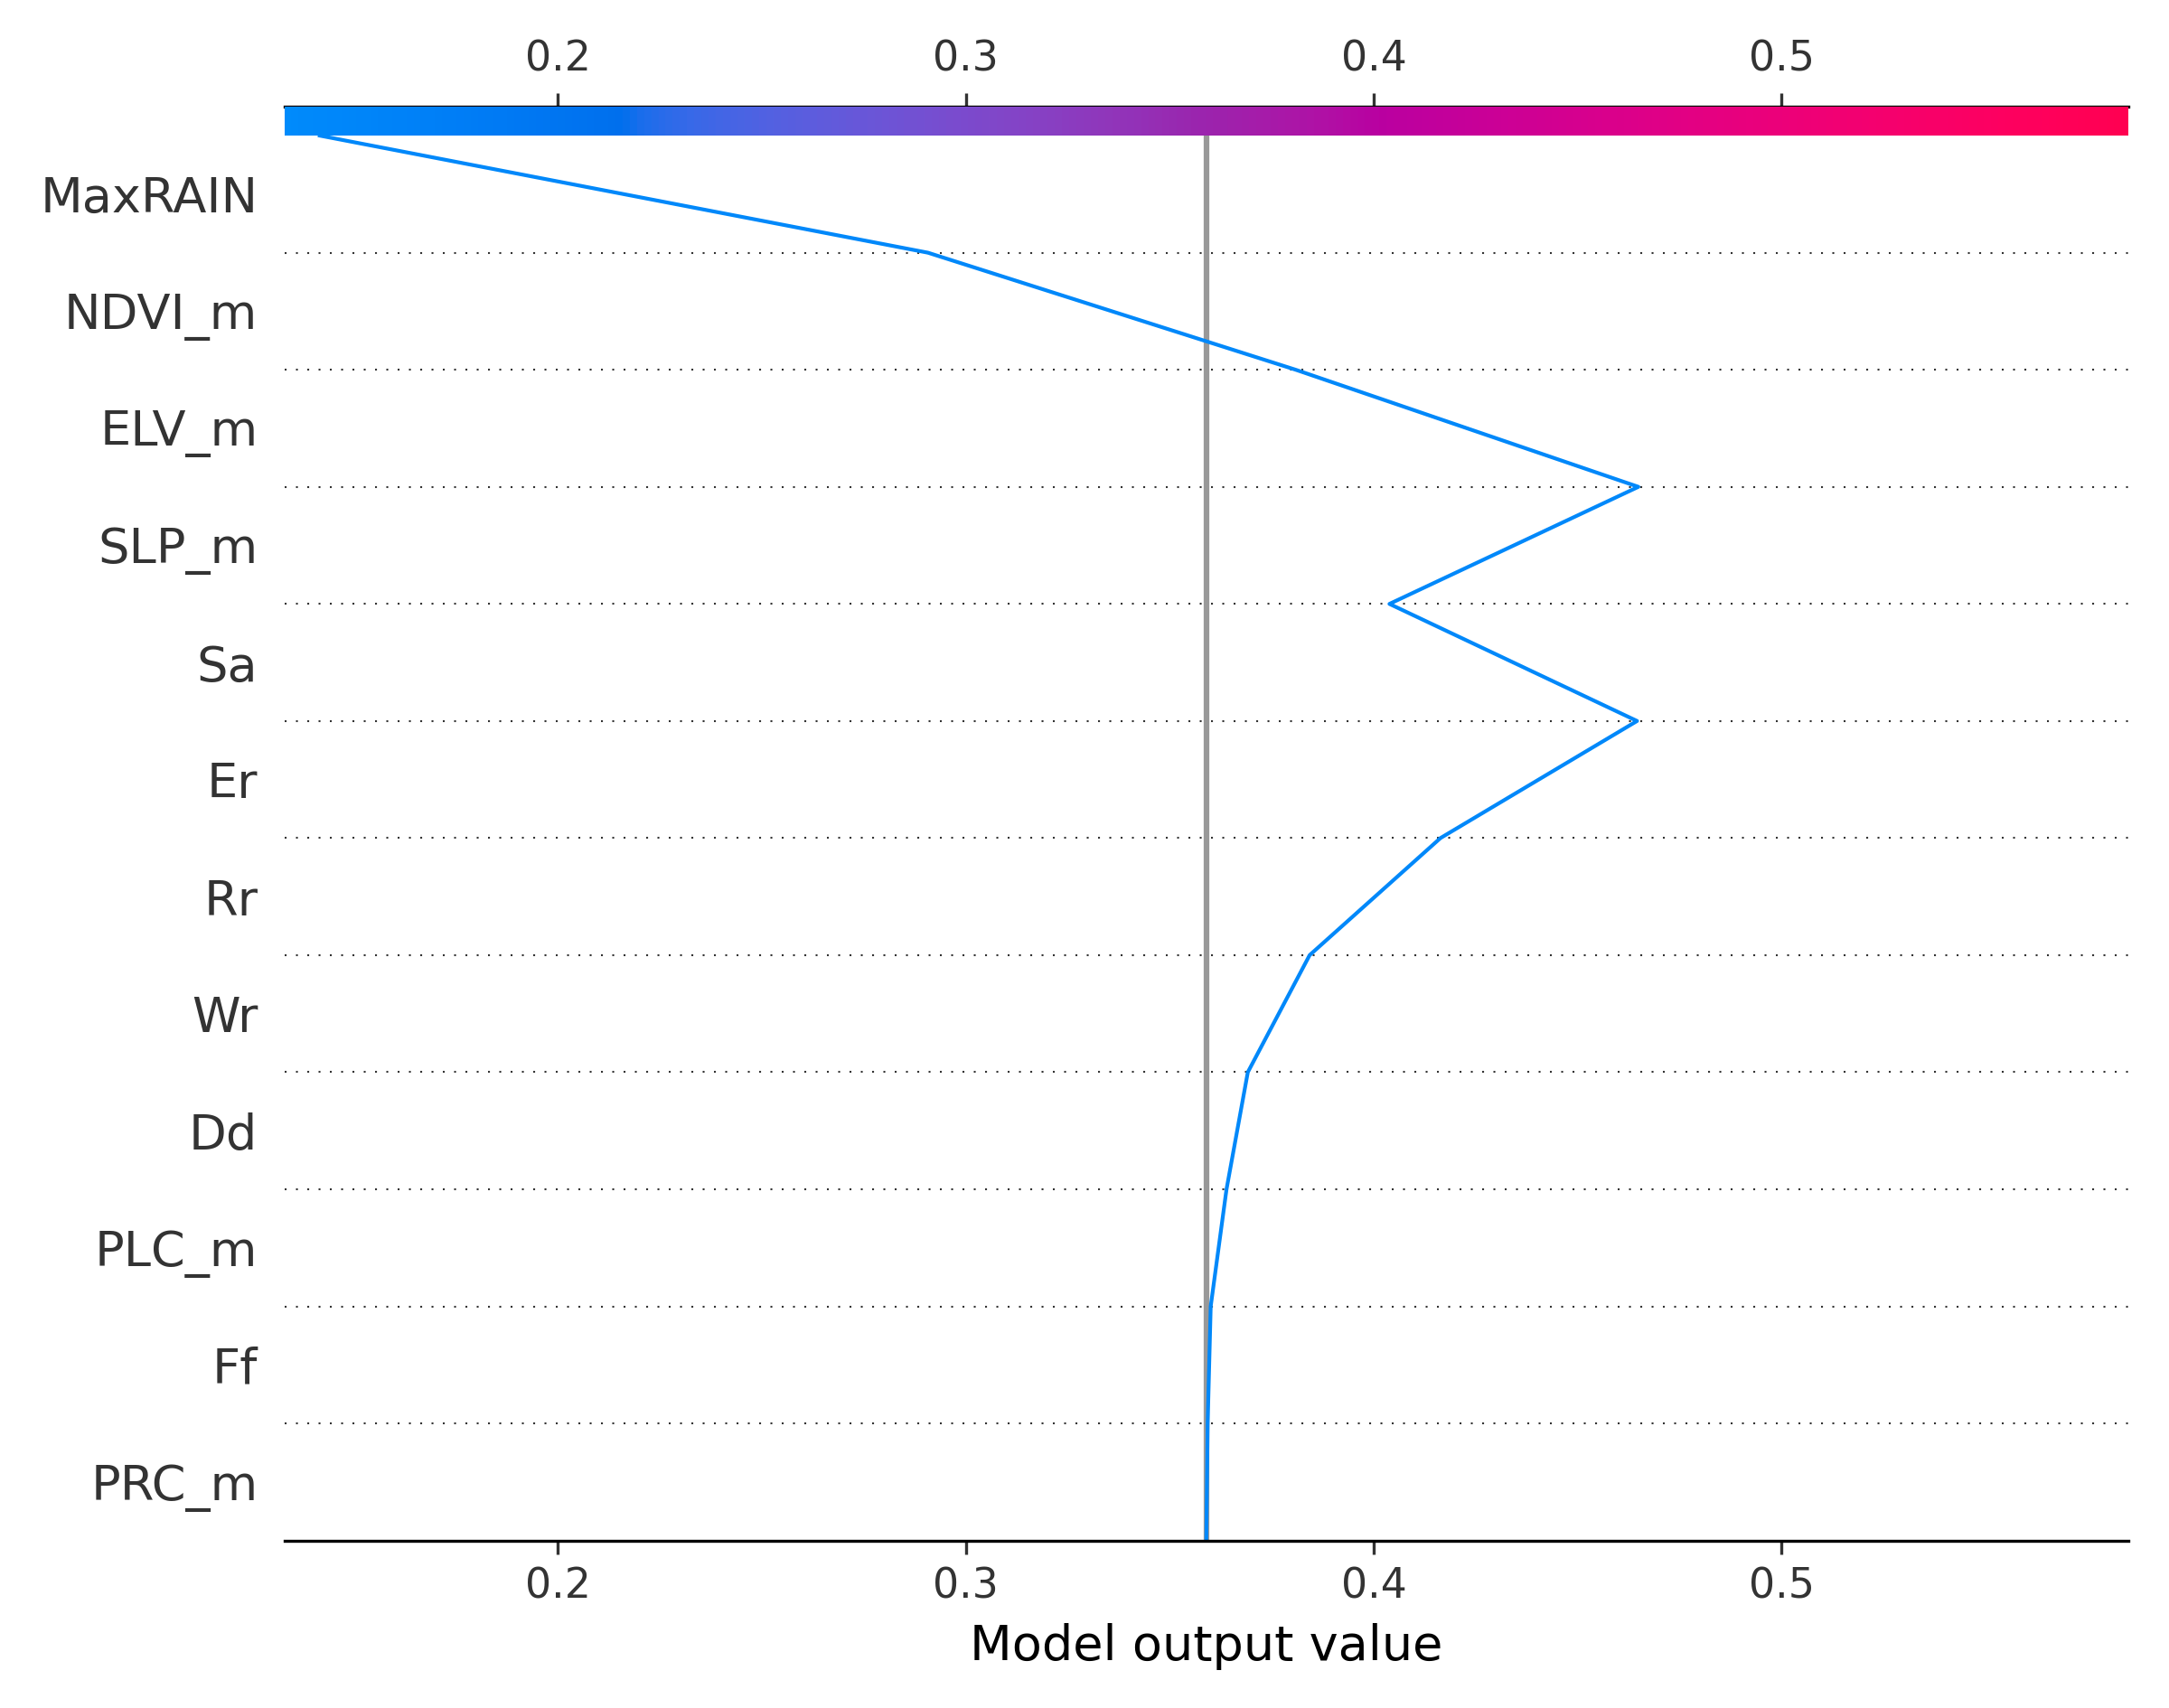 0.2 0.3 0.4 0.5
MaxRAIN
NDVI_m
ELV_m
SLP_m
Sa
Er
Rr
Wr
Dd
PLC_m
Ff
PRC_m
0.2 0.3 0.4 0.5
Model output value